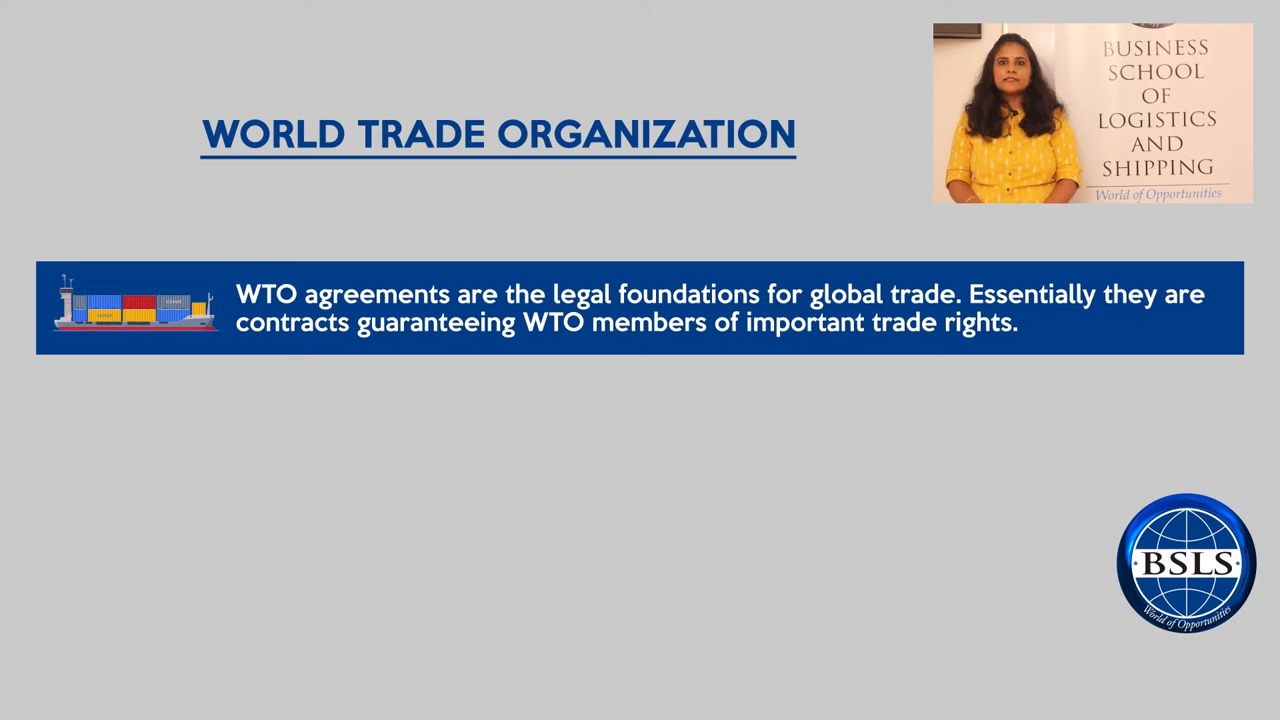 WORLD TRADE ORGANIZATION
BUSINESS
SCHOOL
OF
LOGISTICS
AND
SHIPPING
World of Opportunities
WTO agreements are the legal foundations for global trade. Essentially they are
contracts guaranteeing WTO members of important trade rights.
BSLS
World of Opportunities